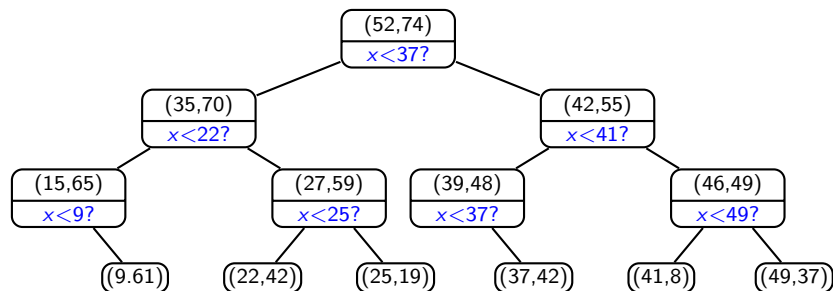 (52,74)
x<37?
(35,70)
(42,55)
x<22?
x<41?
(15,65)
(27,59)
(39,48)
(46,49)
x<9?
x<25?
x<37?
x<49?
(9.61)
(22,42)
(25,19)
(37,42)
(41,8)
(49,37)